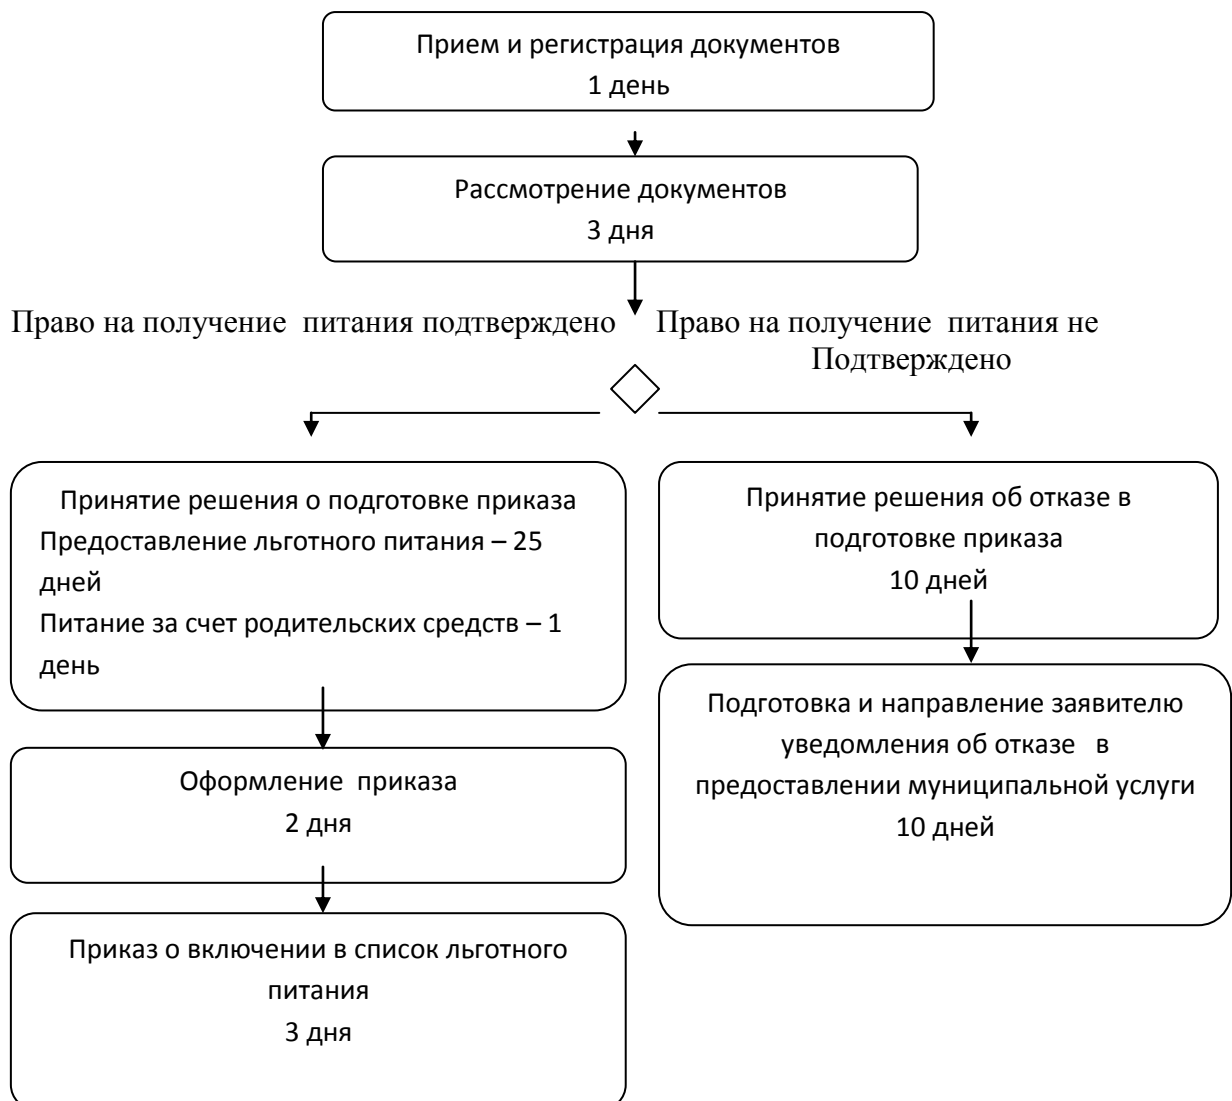 Прием и регистрация документов
1 день
Рассмотрение документов
3 дня
Право на получение питания подтверждено
Право на получение питания не
Подтверждено
Принятие решения о подготовке приказа
Предоставление льготного питания – 25
дней
Питание за счет родительских средств – 1
день
Оформление приказа
2 дня
Приказ о включении в список льготного
питания
3 дня
Принятие решения об отказе в
подготовке приказа
10 дней
Подготовка и направление заявителю
уведомления об отказе в
предоставлении муниципальной услуги
10 дней